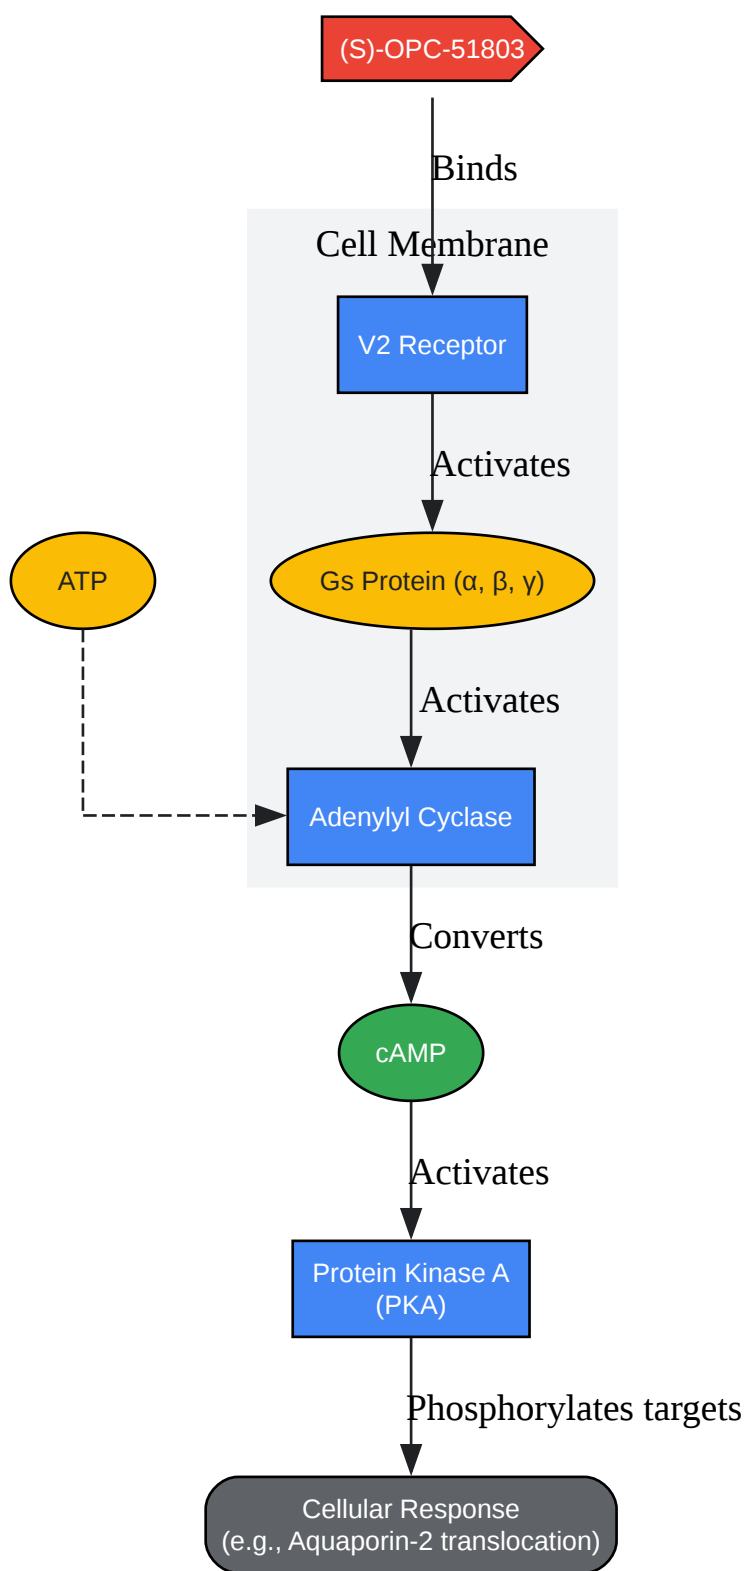 (S)-OPC-51803
Binds
Cell Membrane
V2 Receptor
Activates
ATP
Gs Protein (α, β, γ)
Activates
Adenylyl Cyclase
Converts
cAMP
Activates
Protein Kinase A
(PKA)
Phosphorylates targets
Cellular Response
(e.g., Aquaporin-2 translocation)